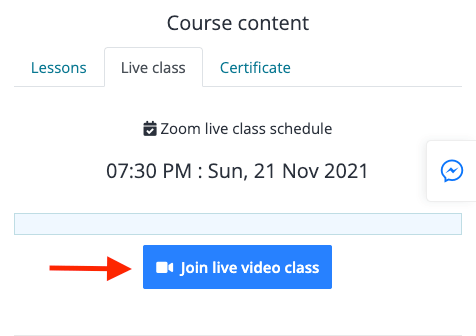 Course content
Lessons Live class Certificate
Zoom live class schedule
07:30 PM : Sun, 21 Nov 2021
Join live video class